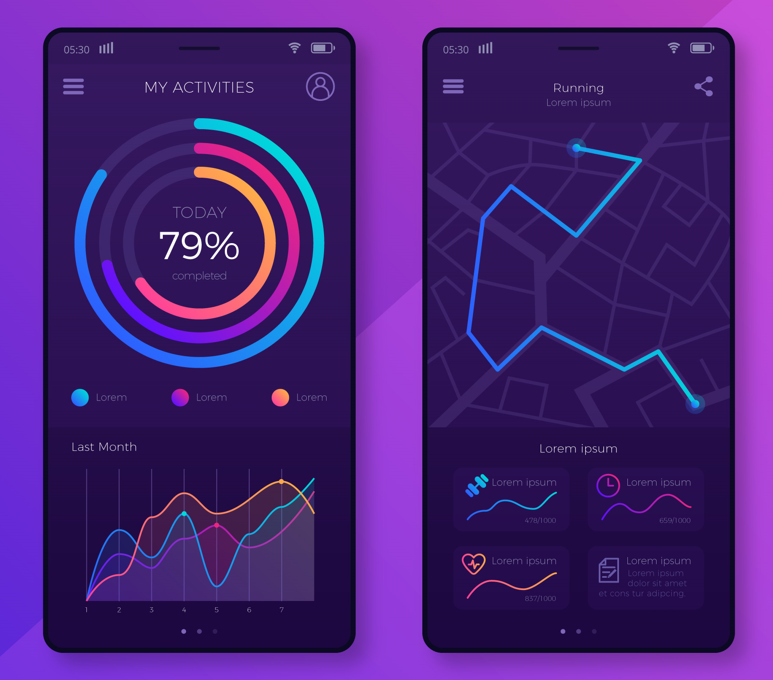 05:30
MY ACTIVITIES
TODAY
79%
completed
Lorem
Lorem
Lorem
Last Month
1 2 3 4 5 6 7
05:30
Running
Lorem ipsum
Lorem ipsum
Lorem ipsum
478/1000
Lorem ipsum
659/1000
Lorem ipsum
837/1000
Lorem ipsum
Lorem ipsum
dolor sit amet
et cons tur adipcing